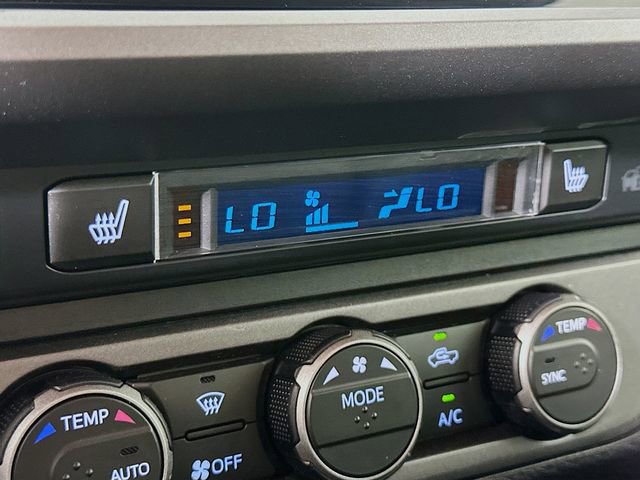 LO LO
TEMP
AUTO
OFF
MODE
A/C
TEMP
SYNC